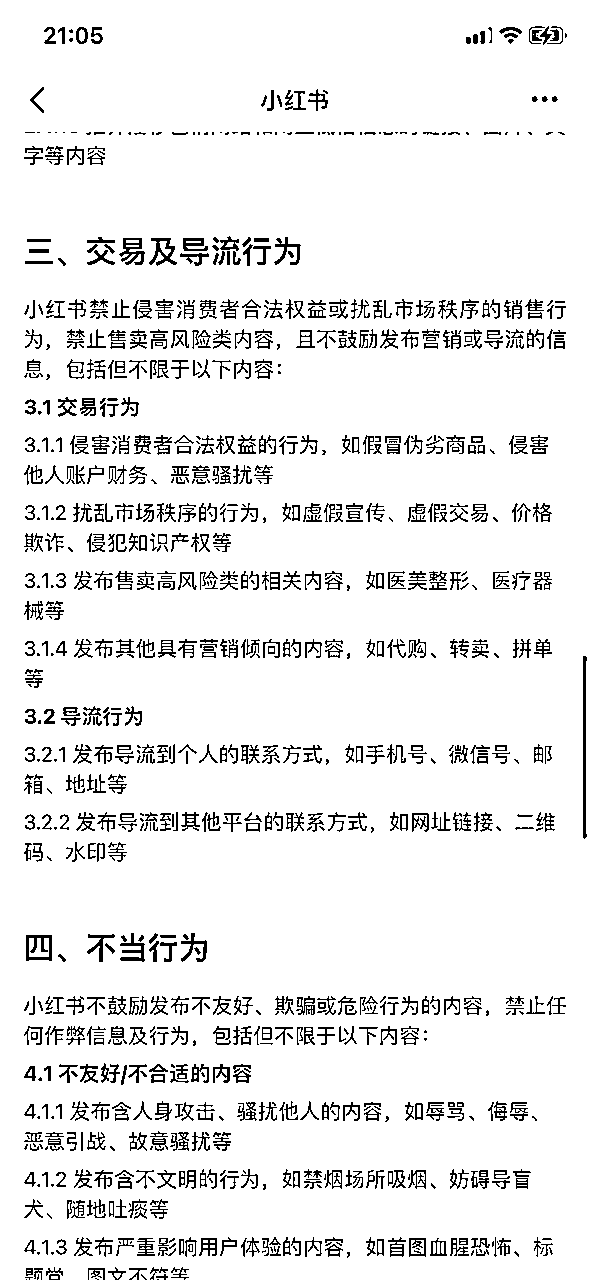 21:05
小红书
字等内容
三、交易及导流行为
小红书禁止侵害消费者合法权益或扰乱市场秩序的销售行
为，禁止售卖高风险类内容，且不鼓励发布营销或导流的信
息，包括但不限于以下内容：
3.1 交易行为
3.1.1 侵害消费者合法权益的行为，如假冒伪劣商品、侵害
他人账户财务、恶意骚扰等
3.1.2 扰乱市场秩序的行为，如虚假宣传、虚假交易、价格
欺诈、侵犯知识产权等
3.1.3 发布售卖高风险类的相关内容，如医美整形、医疗器
械等
3.1.4 发布其他具有营销倾向的内容，如代购、转卖、拼单
等
3.2 导流行为
3.2.1 发布导流到个人的联系方式，如手机号、微信号、邮
箱、地址等
3.2.2 发布导流到其他平台的联系方式，如网址链接、二维
码、水印等
四、不当行为
小红书不鼓励发布不友好、欺骗或危险行为的内容，禁止任
何作弊信息及行为，包括但不限于以下内容：
4.1 不友好/不合适的内容
4.1.1 发布含人身攻击、骚扰他人的内容，如辱骂、侮辱、
恶意引战、故意骚扰等
4.1.2 发布含不文明的行为，如禁烟场所吸烟、妨碍导盲
犬、随地吐痰等
4.1.3 发布严重影响用户体验的内容，如首图血腥恐怖、标
题党、图文不符等